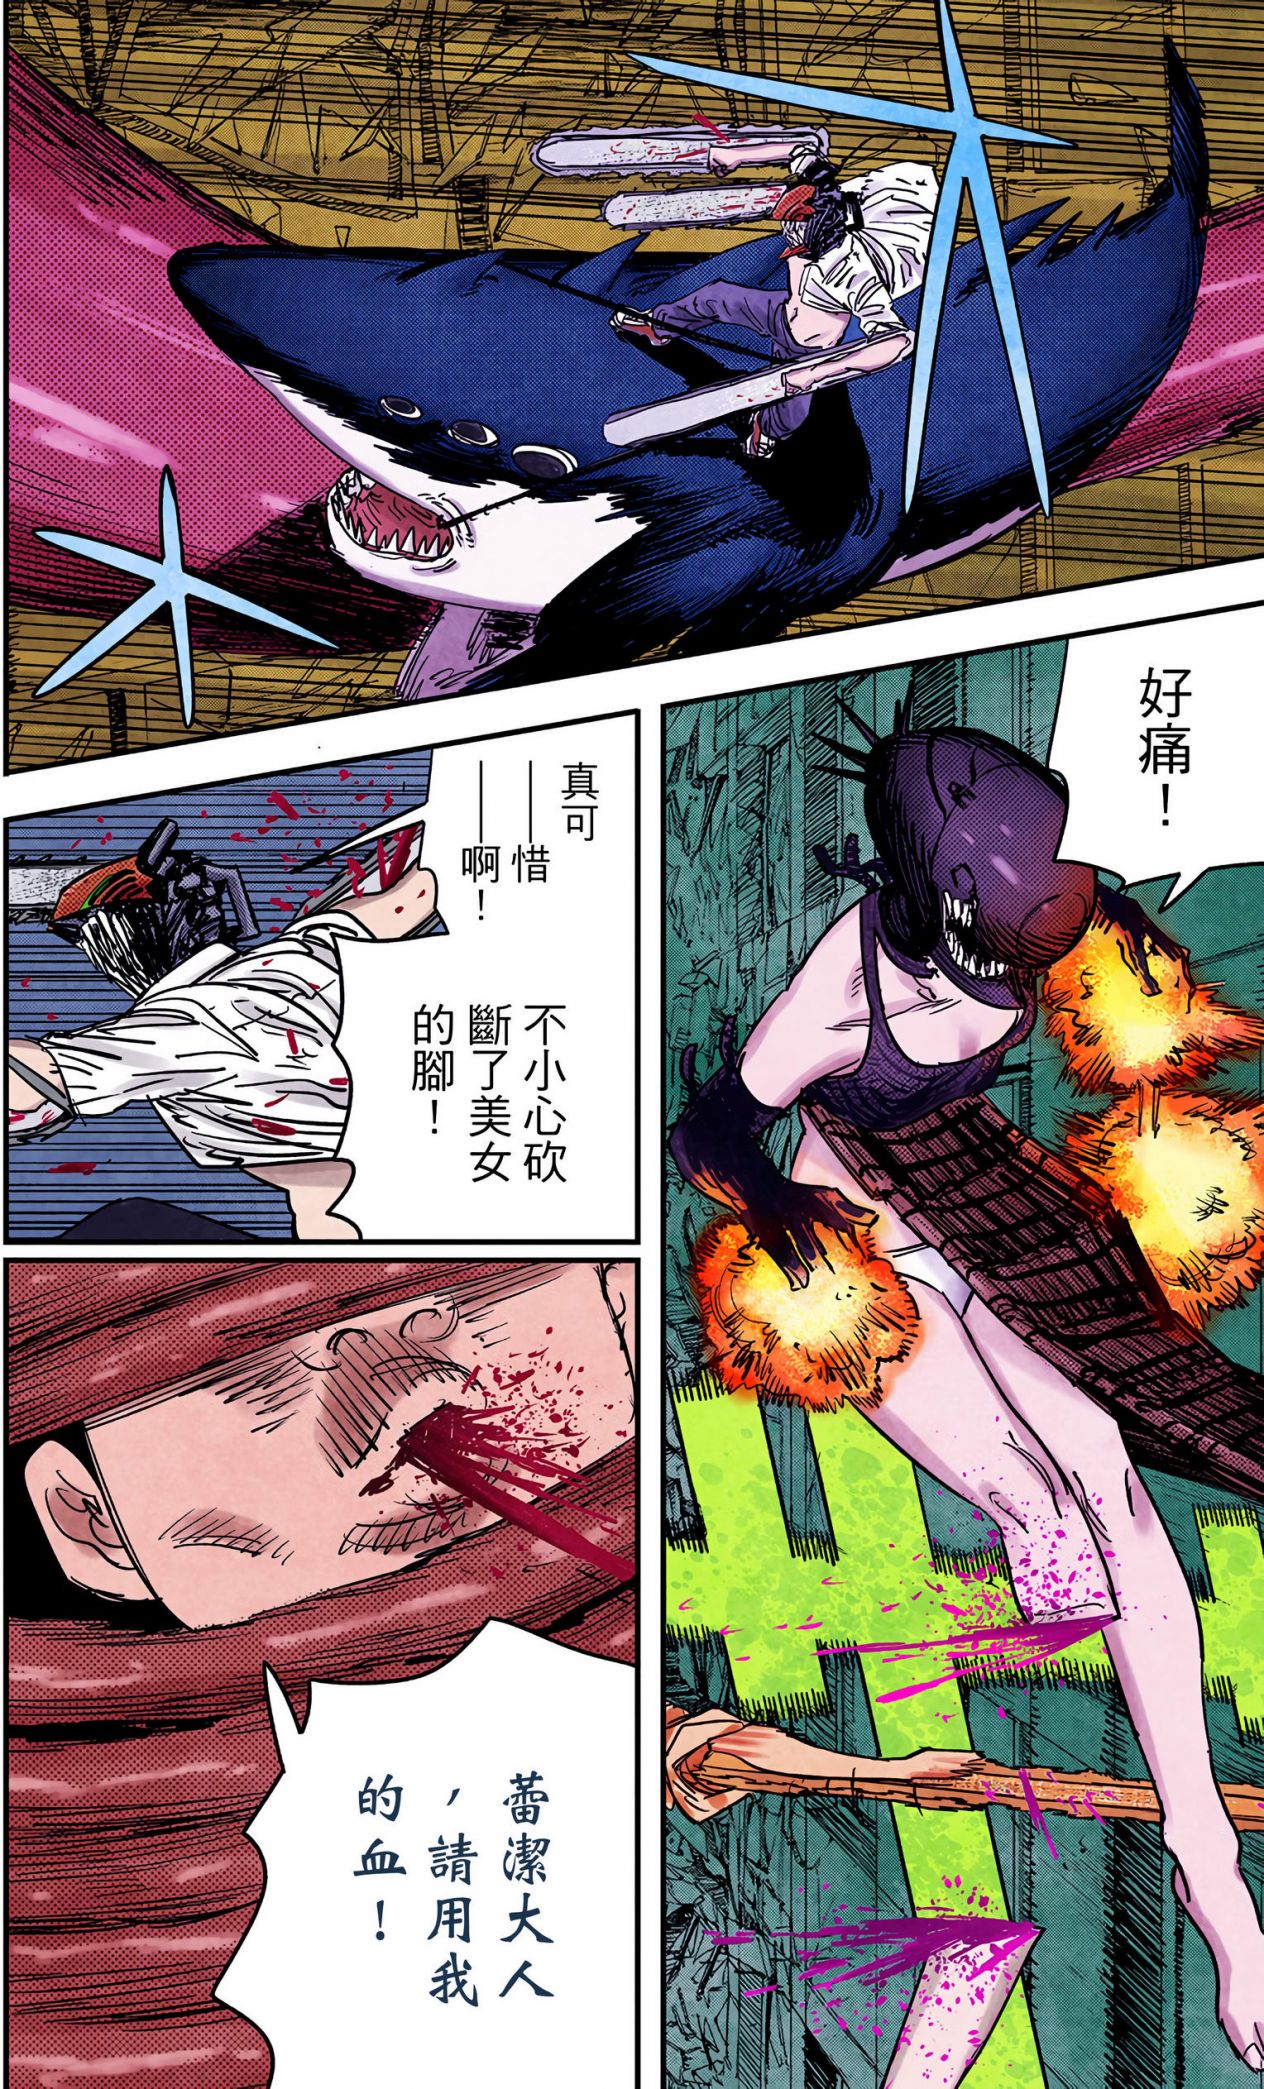 好痛！
真可
——惜
——啊！
不小心砍
斷了美女
的腳！
蕾潔大人
，請用我
的血！